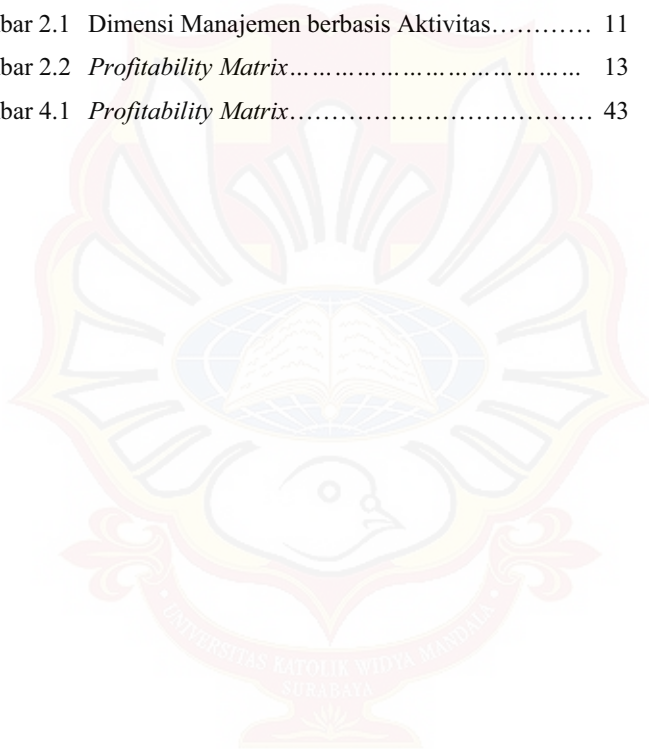 bar 2.1 Dimensi Manajemen berbasis Aktivitas………… 11
bar 2.2 Profitability Matrix………………………………… 13
bar 4.1 Profitability Matrix……………………………… 43
UNIVERSITAS KATOLIK WIDYA MANDALA
SURABAYA